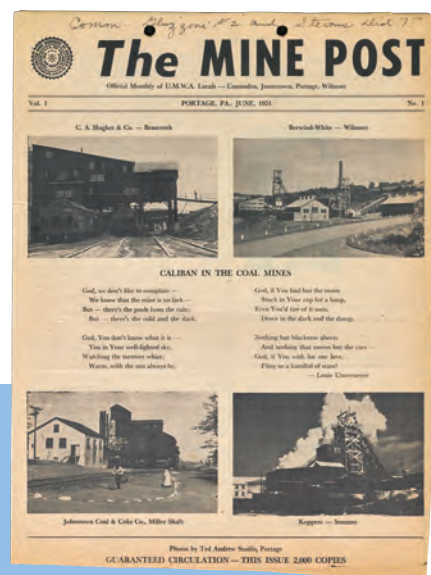 Comm and Sterns dist 75
The MINE POST
Official Monthly of U.M.W.A. Locals — Cassandra, Jamestown, Portage, Wilmore
Vol. 1 PORTAGE, PA., JUNE, 1951 No. 1
C. A. Hughes & Co. — Bens­creek
Berwind-White — Wilmore
CALIBAN IN THE COAL MINES
God, we don't like to complain —
We know that the mine is no lark —
But — there's the pools from the rain;
But — there's the cold and the dark.
God, You don't know what it is —
You in Your well-lighted sky,
Watching the meteors whizz;
Warm, with the sun always by.
God, if You had but the moon
Stuck in Your cap for a lamp,
Even You'd tire of it soon,
Down in the dark and the damp.
Nothing but blackness above,
And nothing that moves but the cars —
God, if You wish for our love,
Fling us a handful of stars!
— Louis Untermeyer
Johnstown Coal & Coke Co., Miller Shaft
Koppers — Sonman
Photos by Ted Andrew Studio, Portage
GUARANTEED CIRCULATION — THIS ISSUE 2,000 COPIES